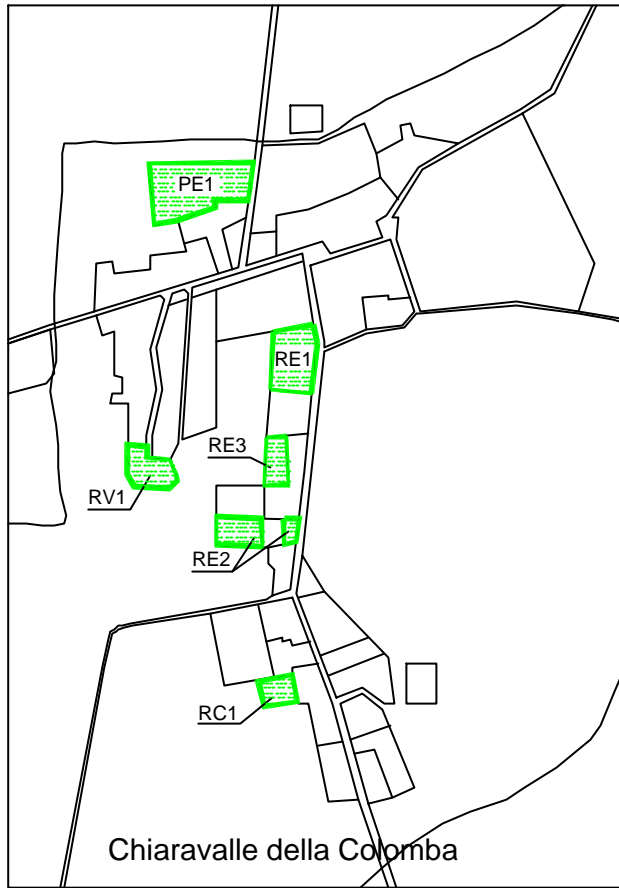 PE1
RE1
RE3
RV1
RE2
RC1
Chiaravalle della Colomba